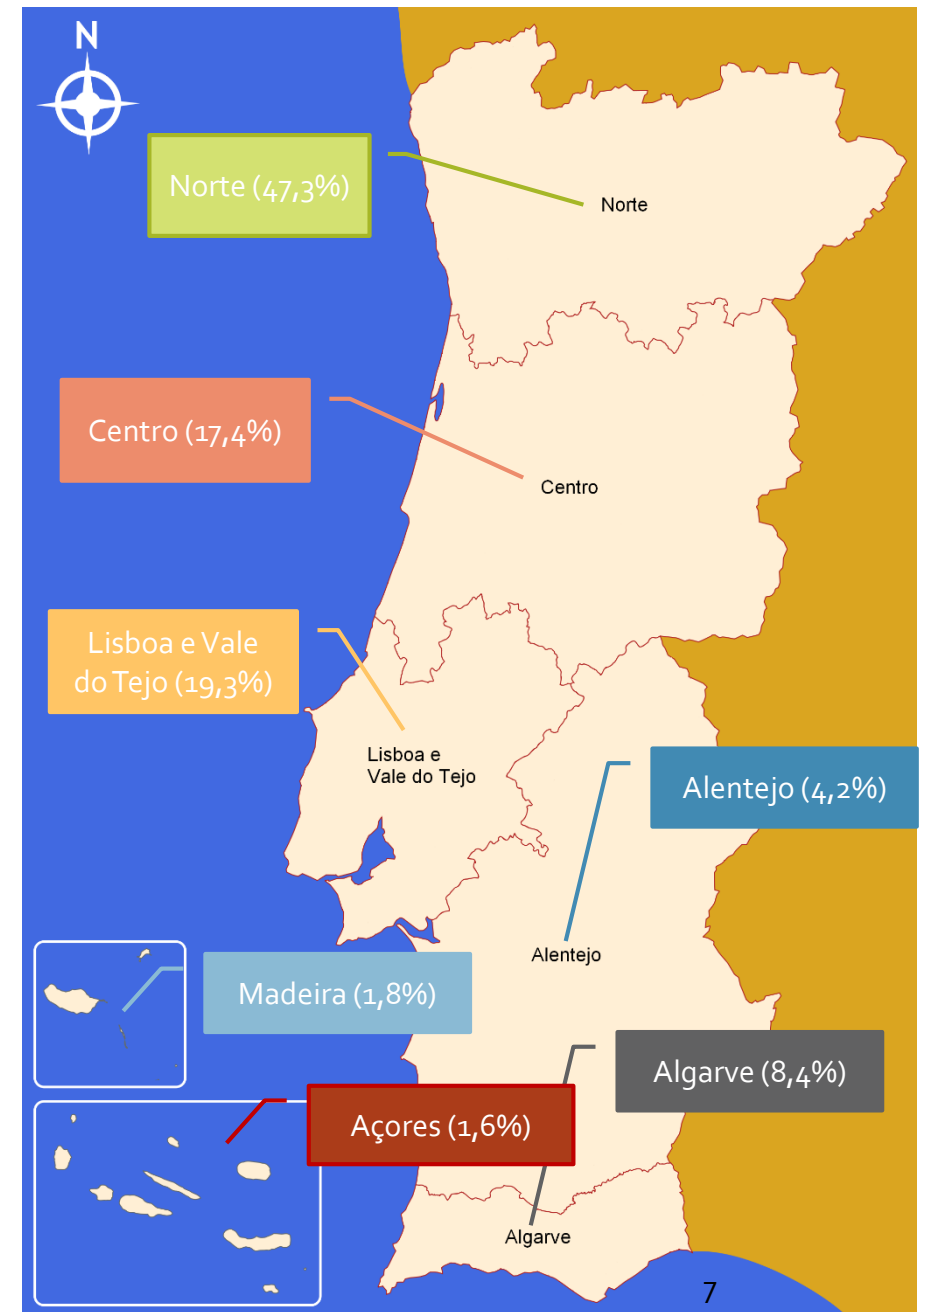 N
Norte (47,3%)
Norte
Centro (17,4%)
Centro
Lisboa e Vale
do Tejo (19,3%)
Lisboa e
Vale do Tejo
Alentejo (4,2%)
Alentejo
Madeira (1,8%)
Algarve (8,4%)
Açores (1,6%)
Algarve
7